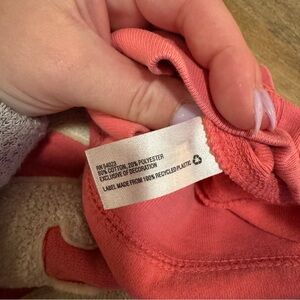 RN 54023
80% COTTON, 20% POLYESTER
EXCLUSIVE OF DECORATION
LABEL MADE FROM 100% RECYCLED PLASTIC